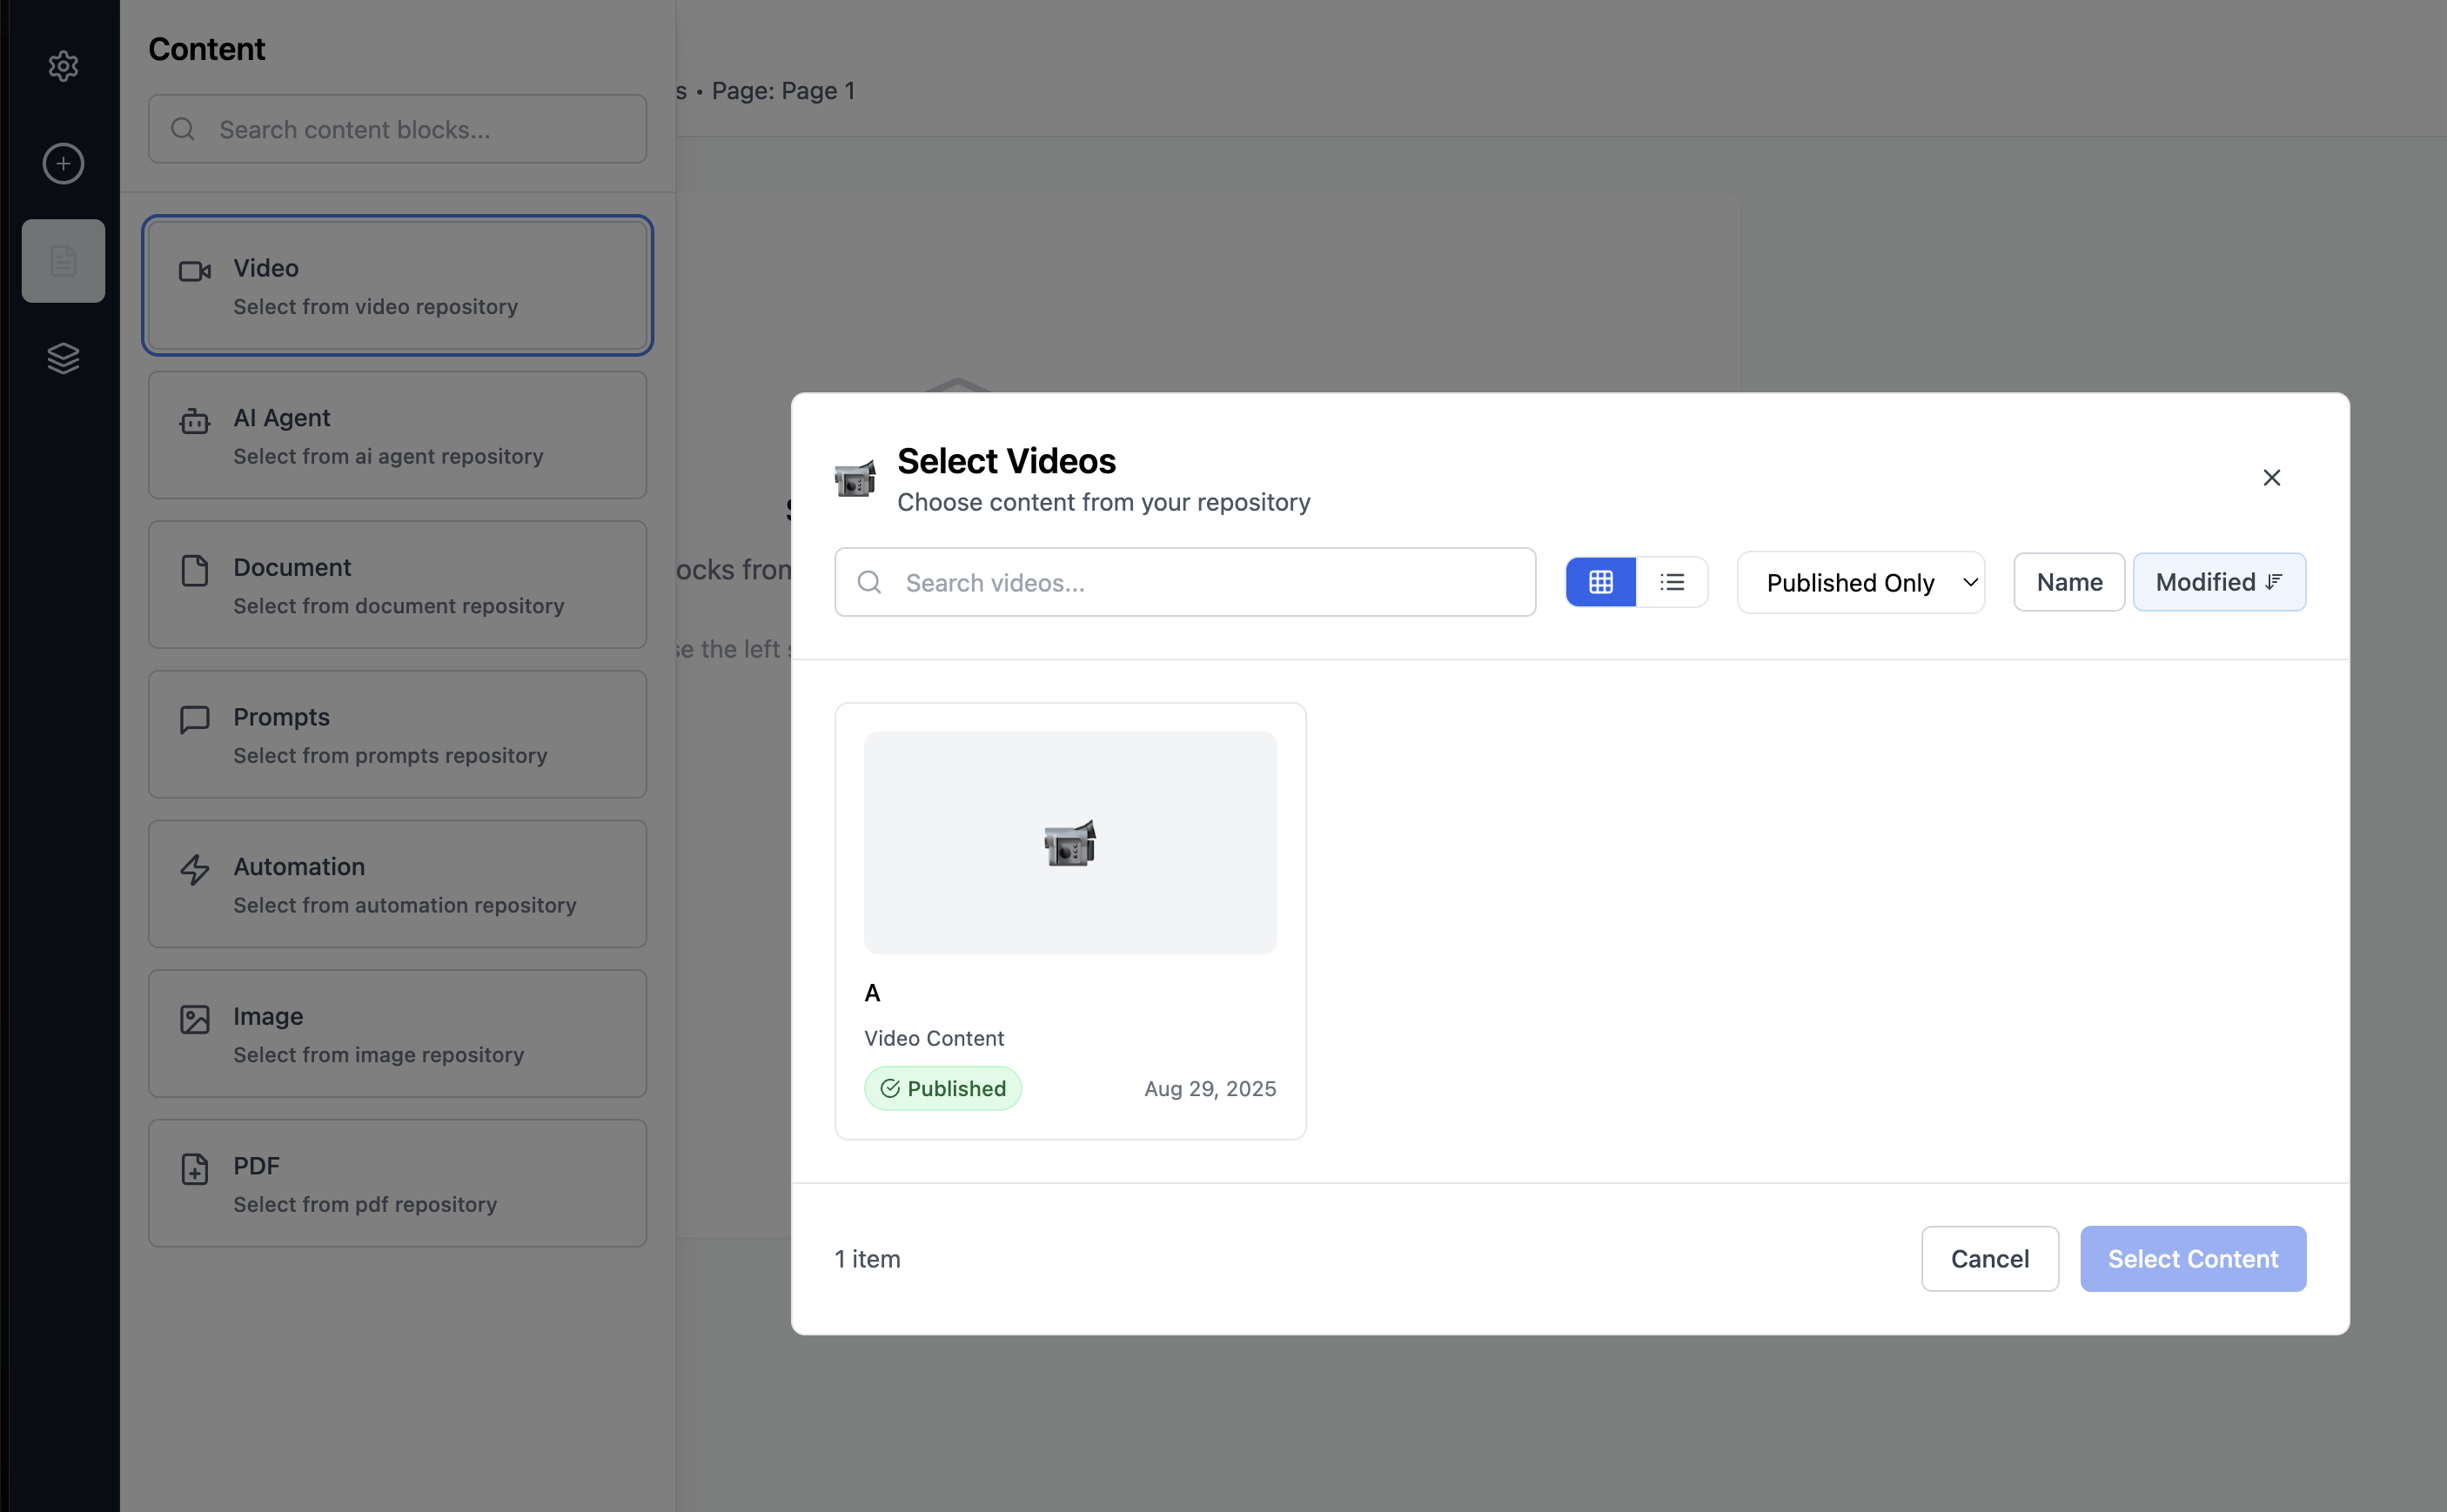 Content
Search content blocks...
Video
Select from video repository
AI Agent
Select from ai agent repository
Document
Select from document repository
Prompts
Select from prompts repository
Automation
Select from automation repository
Image
Select from image repository
PDF
Select from pdf repository
s • Page: Page 1
the left
Select Videos
Choose content from your repository
Search videos...
Published Only
Name
Modified
A
Video Content
Published
Aug 29, 2025
1 item
Cancel
Select Content